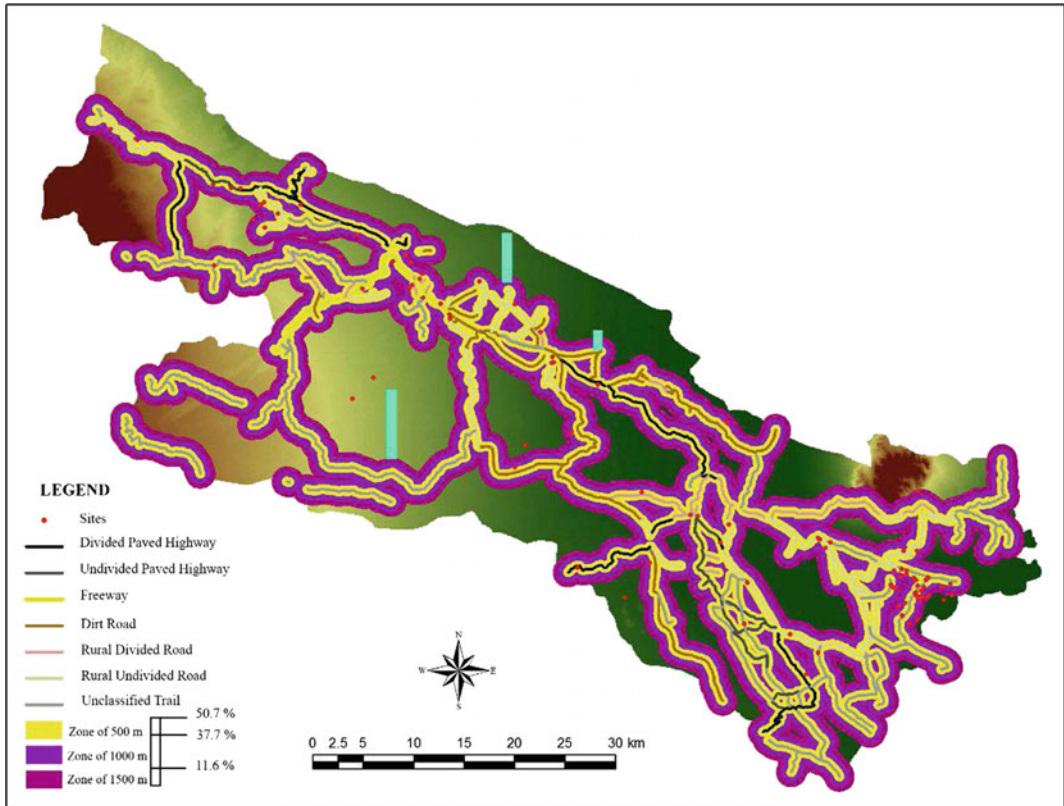 LEGEND
Sites
Divided Paved Highway
Undivided Paved Highway
Freeway
Dirt Road
Rural Divided Road
Rural Undivided Road
Unclassified Trail
Zone of 500 m
Zone of 1000 m
Zone of 1500 m
50.7 %
37.7 %
11.6 %
N
W E
S
0 2.5 5 10 15 20 25 30 km